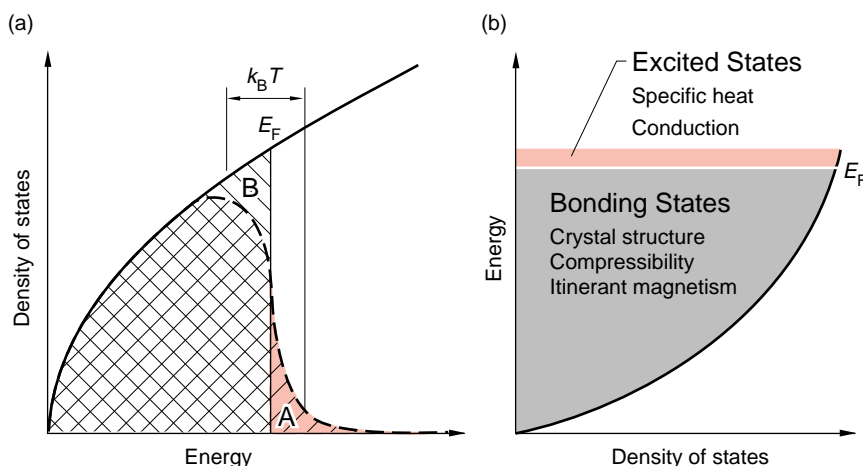 (a)
k_B T
E_F
B
A
Density of states
Energy
(b)
Excited States
Specific heat
Conduction
E_F
Bonding States
Crystal structure
Compressibility
Itinerant magnetism
Energy
Density of states